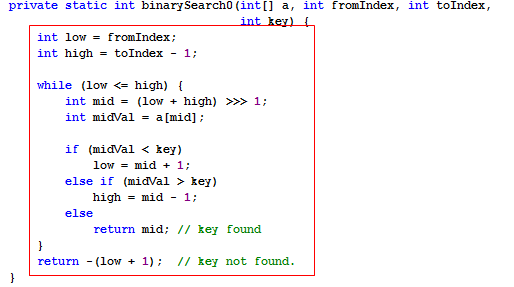 private static int binarySearch0(int[] a, int fromIndex, int toIndex,
                                 int key) {
    int low = fromIndex;
    int high = toIndex - 1;

    while (low <= high) {
        int mid = (low + high) >>> 1;
        int midVal = a[mid];

        if (midVal < key)
            low = mid + 1;
        else if (midVal > key)
            high = mid - 1;
        else
            return mid; // key found
    }
    return -(low + 1);  // key not found.
}